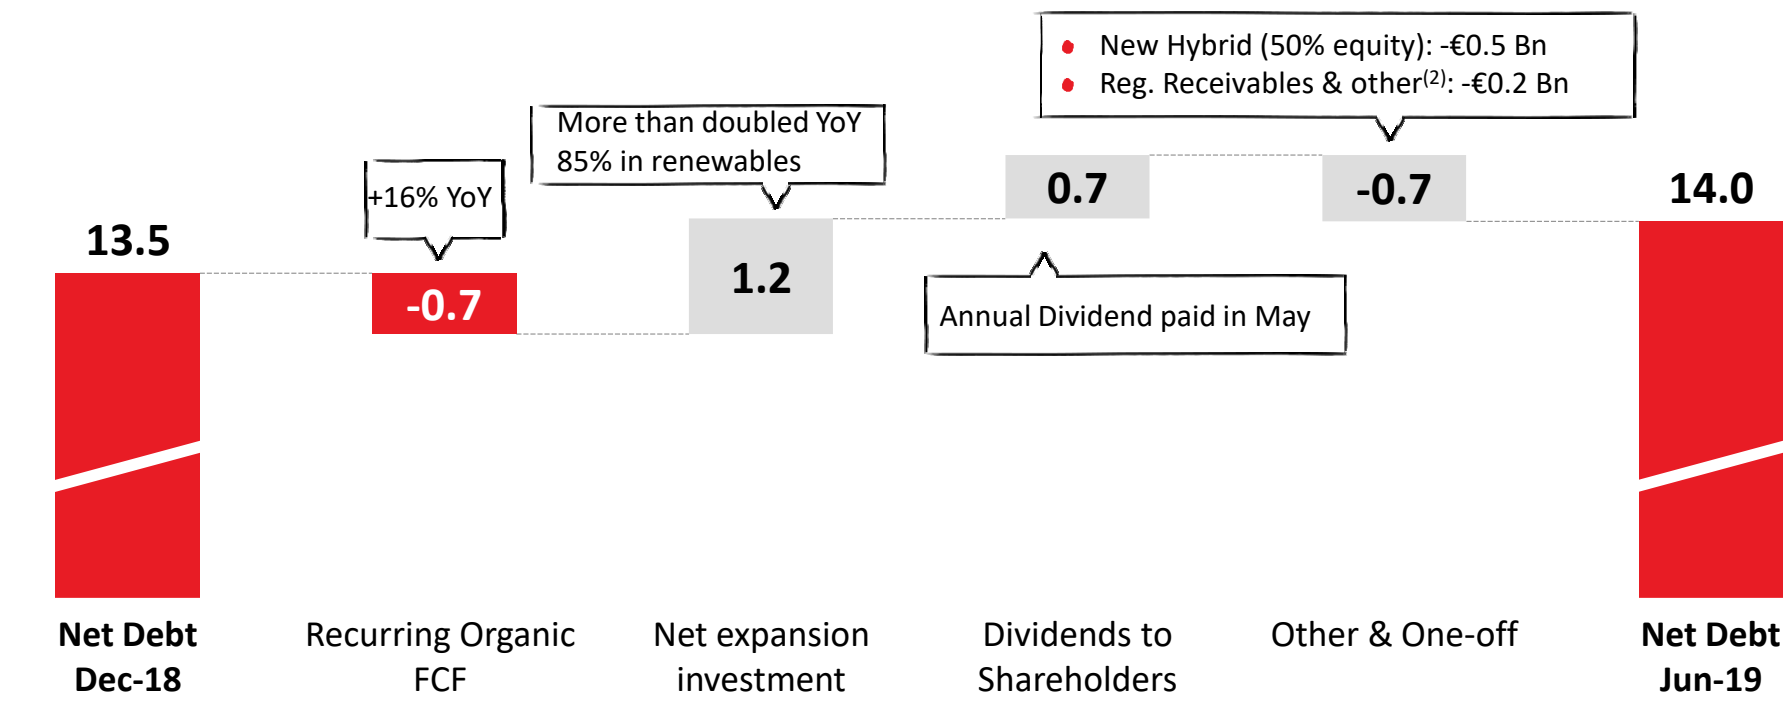 New Hybrid (50% equity): -€0.5 Bn
Reg. Receivables & other(2): -€0.2 Bn
More than doubled YoY
85% in renewables
+16% YoY
13.5
-0.7
1.2
0.7
-0.7
14.0
Annual Dividend paid in May
Net Debt
Dec-18
Recurring Organic
FCF
Net expansion
investment
Dividends to
Shareholders
Other & One-off
Net Debt
Jun-19